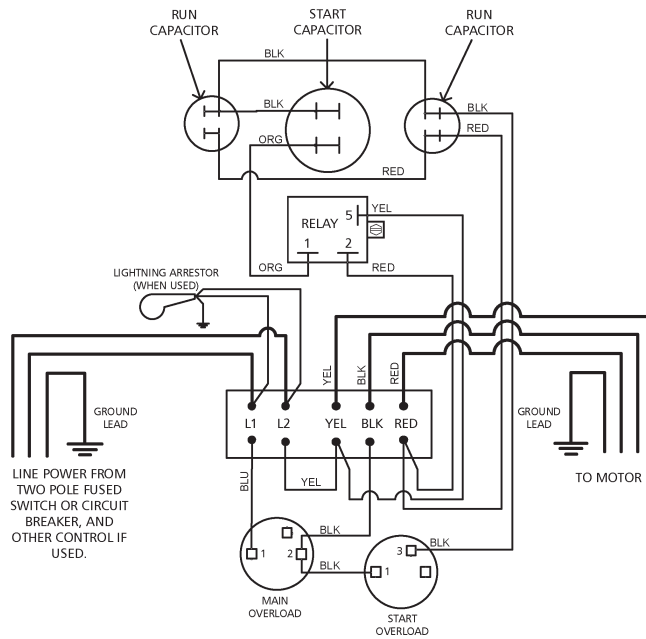 RUN
CAPACITOR
START
CAPACITOR
RUN
CAPACITOR
BLK
BLK
BLK
RED
ORG
RED
RELAY
5
YEL
1
2
ORG
RED
LIGHTNING ARRESTOR
(WHEN USED)
YEL
BLK
RED
GROUND
LEAD
L1
L2
YEL
BLK
RED
GROUND
LEAD
LINE POWER FROM
TWO POLE FUSED
SWITCH OR CIRCUIT
BREAKER, AND
OTHER CONTROL IF
USED.
TO MOTOR
BLU
YEL
BLK
1
2
BLK
3
BLK
1
MAIN
OVERLOAD
START
OVERLOAD